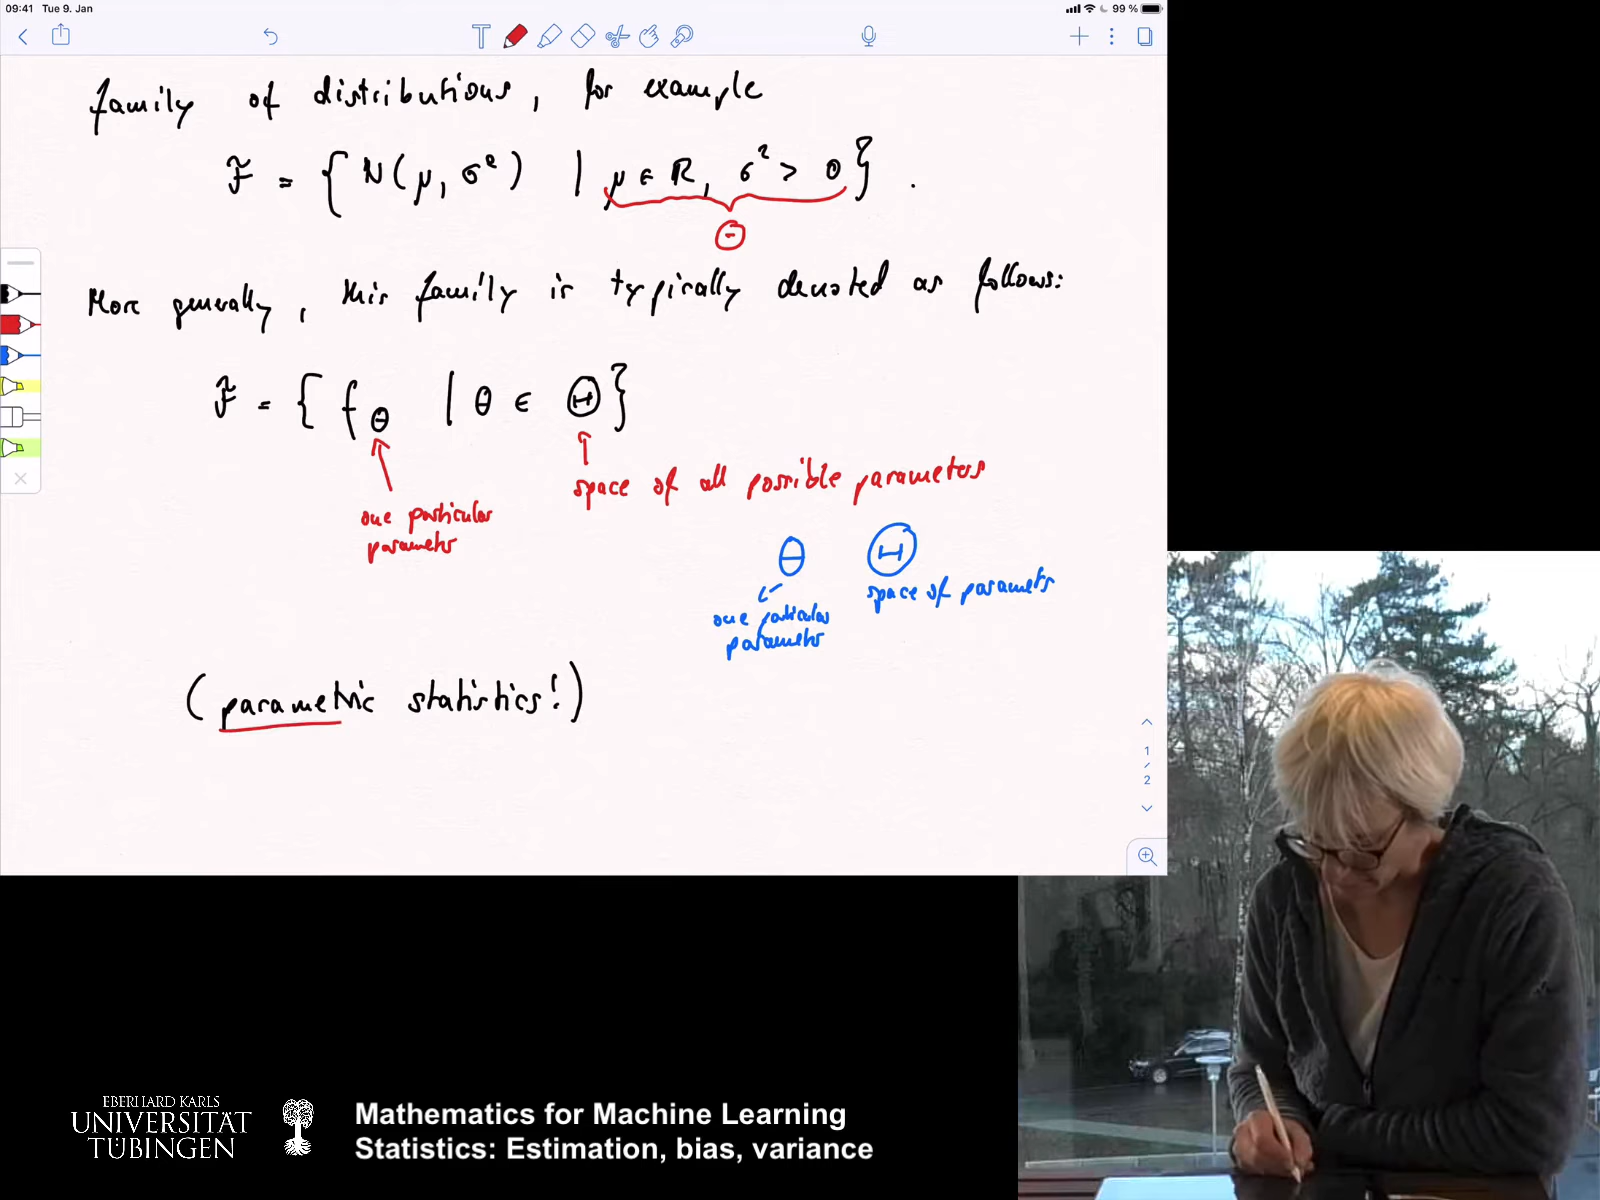 09:41 Tue 9. Jan
99 %
T
family of distributions, for example
F = { N(μ, σ²) | μ ∈ ℝ, σ² > 0 } .
Θ
More generally, this family is typically denoted as follows:
F = { f_θ | θ ∈ Θ }
space of all possible parameters
one particular
parameter
θ Θ
space of parameters
one particular
parameter
(parametric statistics!)
1
/
2
EBERHARD KARLS
UNIVERSITÄT
TÜBINGEN
Mathematics for Machine Learning
Statistics: Estimation, bias, variance